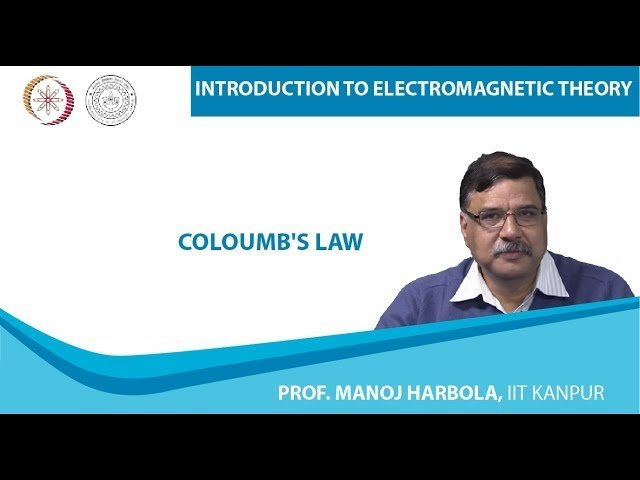 INTRODUCTION TO ELECTROMAGNETIC THEORY
COLOUMB'S LAW
PROF. MANOJ HARBOLA, IIT KANPUR